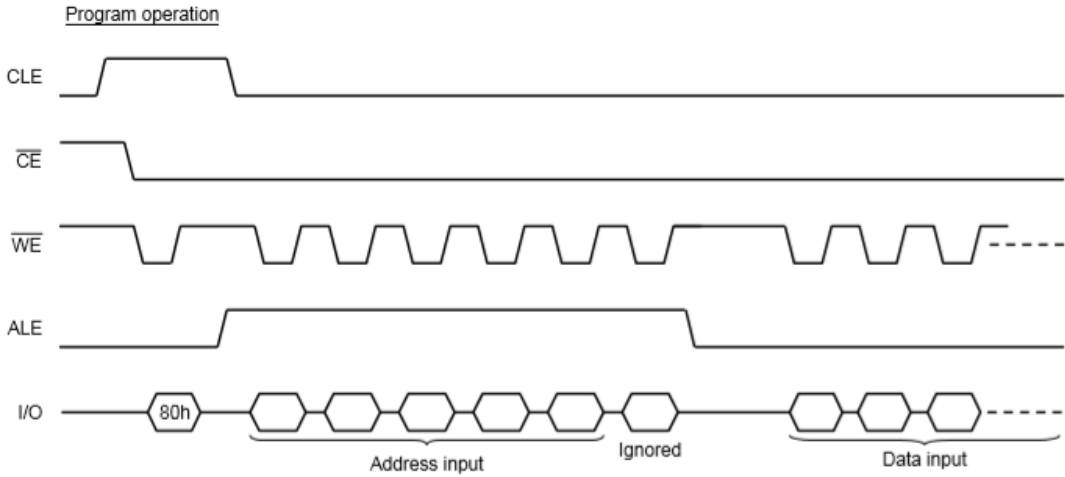 Program operation
CLE
CE
WE
ALE
I/O
80h
Address input
Ignored
Data input